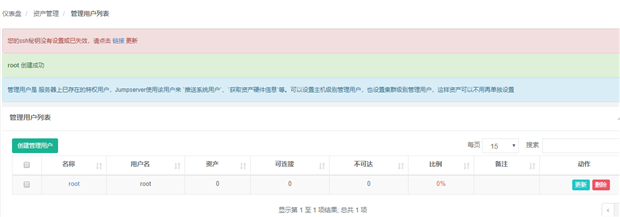 仪表盘 / 资产管理 / 管理用户列表
您的ssh密钥没有设置或已失效，请点击 链接 更新
root 创建成功
管理用户是 服务器上已存在的特权用户，Jumpserver使用该用户来 `推送系统用户`、`获取资产硬件信息`等。可以设置主机级别管理用户，也设置集群级别管理用户，这样资产可以不用再单独设置
管理用户列表
创建管理用户 每页 15 搜索
名称 用户名 资产 可连接 不可达 比例 备注 动作
root root 0 0 0 0% 更新 删除
显示第 1 至 1 项结果; 总共 1 项